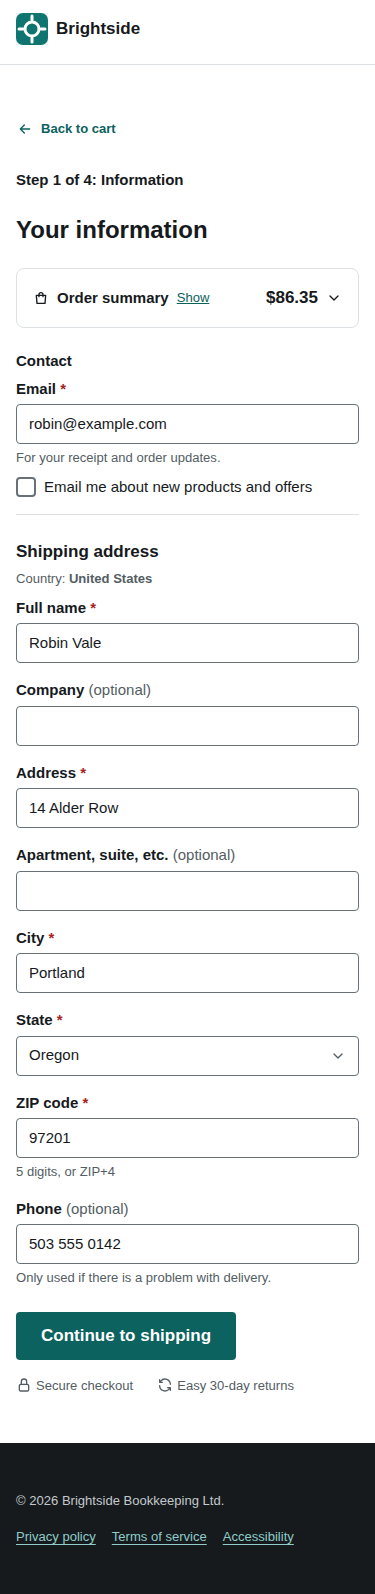 Brightside
Back to cart
Step 1 of 4: Information
Your information
Order summary Show $86.35
Contact
Email *
robin@example.com
For your receipt and order updates.
Email me about new products and offers
Shipping address
Country: United States
Full name *
Robin Vale
Company (optional)
Address *
14 Alder Row
Apartment, suite, etc. (optional)
City *
Portland
State *
Oregon
ZIP code *
97201
5 digits, or ZIP+4
Phone (optional)
503 555 0142
Only used if there is a problem with delivery.
Continue to shipping
Secure checkout Easy 30-day returns
© 2026 Brightside Bookkeeping Ltd.
Privacy policy Terms of service Accessibility